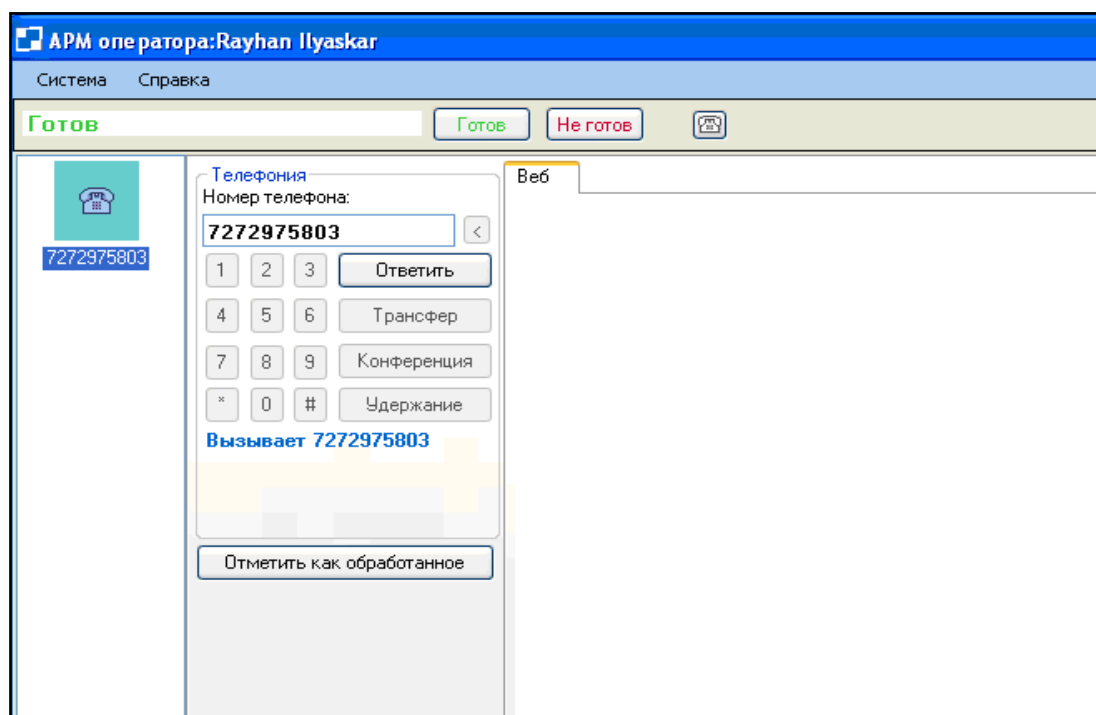 АРМ оператора:Rayhan Ilyaskar
Система Справка
Готов Готов Не готов
7272975803
Телефония
Номер телефона:
7272975803 <
1 2 3 Ответить
4 5 6 Трансфер
7 8 9 Конференция
* 0 # Удержание
Вызывает 7272975803
Отметить как обработанное
Веб